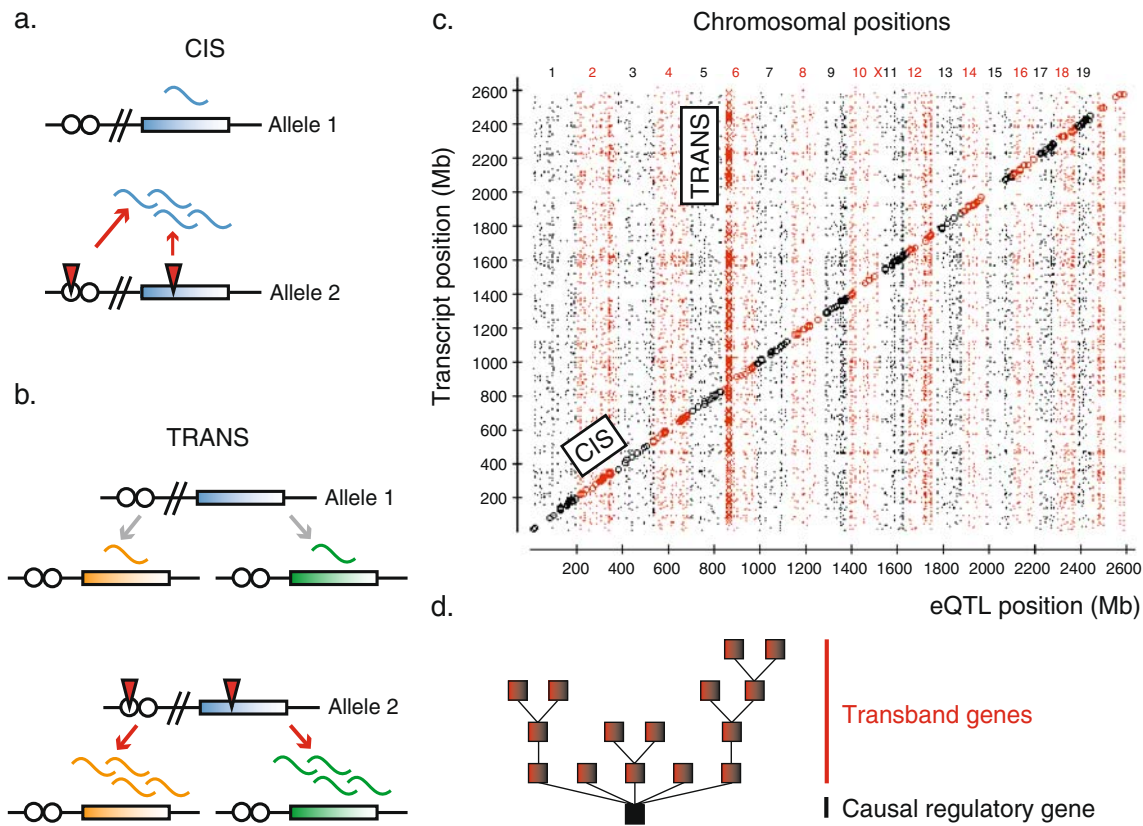 a.
CIS
Allele 1
Allele 2
b.
TRANS
Allele 1
Allele 2
c.
Chromosomal positions
1 2 3 4 5 6 7 8 9 10 X 11 12 13 14 15 16 17 18 19
Transcript position (Mb)
2600
2400
2200
2000
1800
1600
1400
1200
1000
800
600
400
200
TRANS
CIS
200 400 600 800 1000 1200 1400 1600 1800 2000 2200 2400 2600
eQTL position (Mb)
d.
Transband genes
Causal regulatory gene